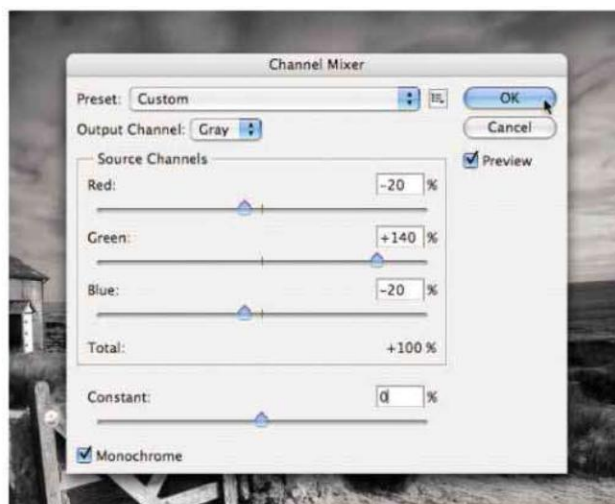 Channel Mixer
Preset: Custom
OK
Output Channel: Gray
Cancel
Source Channels
Preview
Red: -20 %
Green: +140 %
Blue: -20 %
Total: +100 %
Constant: 0 %
Monochrome